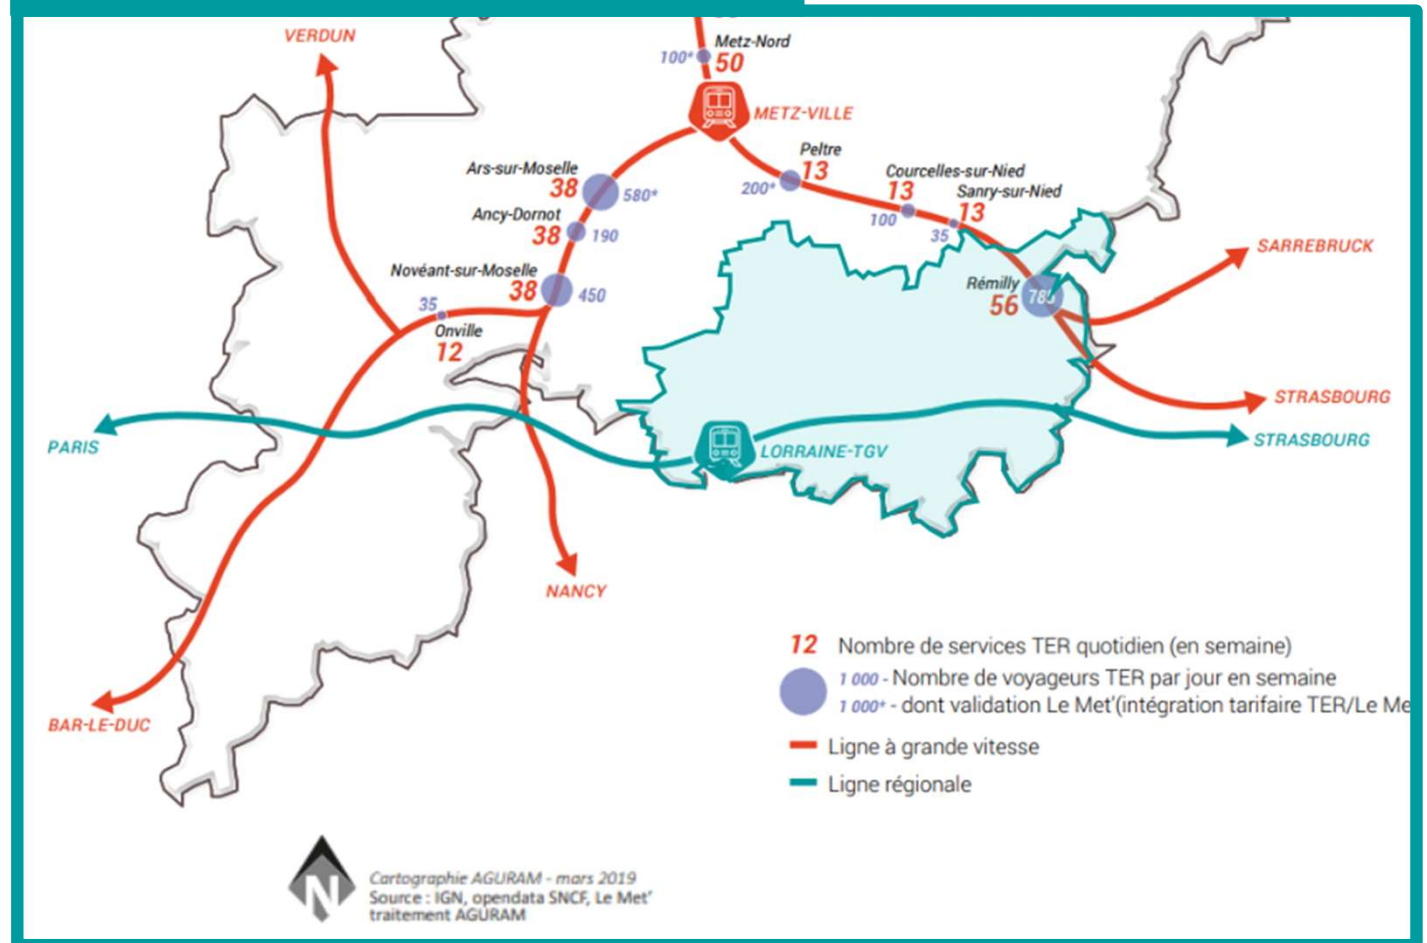 VERDUN
Metz-Nord
100*
50
METZ-VILLE
Peltre
13
200*
Ars-sur-Moselle
38
580*
Courcelles-sur-Nied
13
100
Sanry-sur-Nied
13
35
Ancy-Dornot
38
190
SARREBRUCK
Novéant-sur-Moselle
38
450
Rémilly
56
35
Onville
12
STRASBOURG
PARIS
LORRAINE-TGV
STRASBOURG
NANCY
BAR-LE-DUC
12 Nombre de services TER quotidien (en semaine)
1 000 - Nombre de voyageurs TER par jour en semaine
1 000* - dont validation Le Met'(intégration tarifaire TER/Le Me
Ligne à grande vitesse
Ligne régionale
N
Cartographie AGURAM - mars 2019
Source : IGN, opendata SNCF, Le Met'
traitement AGURAM